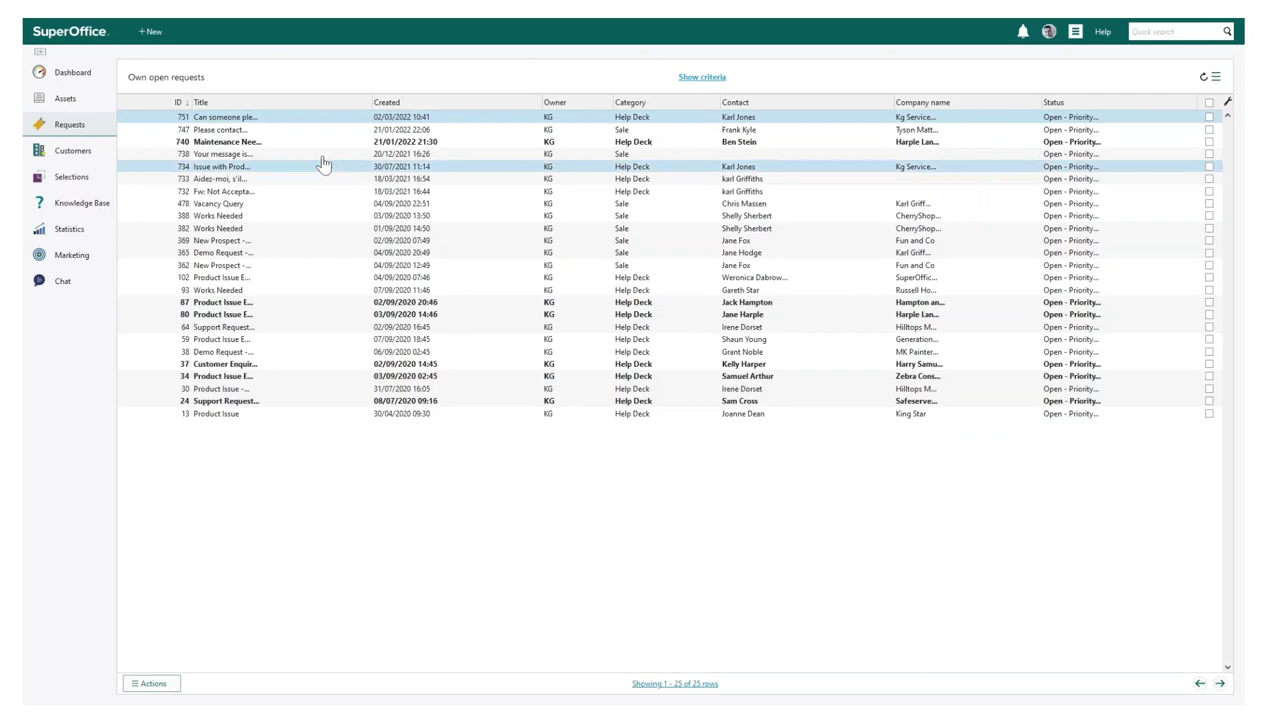 SuperOffice. + New Help Quick search
Dashboard
Assets
Requests
Customers
Selections
Knowledge Base
Statistics
Marketing
Chat
Own open requests Show criteria
ID ↓ Title Created Owner Category Contact Company name Status
751 Can someone ple... 02/03/2022 10:41 KG Help Deck Karl Jones Kg Service... Open - Priority...
747 Please contact... 21/01/2022 22:06 KG Sale Frank Kyle Tyson Matt... Open - Priority...
740 Maintenance Nee... 21/01/2022 21:30 KG Help Deck Ben Stein Harple Lan... Open - Priority...
738 Your message is... 20/12/2021 16:26 KG Sale Open - Priority...
734 Issue with Prod... 30/07/2021 11:14 KG Help Deck Karl Jones Kg Service... Open - Priority...
733 Aidez-moi, s'il... 18/03/2021 16:54 KG Help Deck karl Griffiths Open - Priority...
732 Fw: Not Accepta... 18/03/2021 16:44 KG Help Deck karl Griffiths Open - Priority...
478 Vacancy Query 04/09/2020 22:51 KG Sale Chris Massen Karl Griff... Open - Priority...
388 Works Needed 03/09/2020 13:50 KG Sale Shelly Sherbert CherryShop... Open - Priority...
382 Works Needed 01/09/2020 14:50 KG Sale Shelly Sherbert CherryShop... Open - Priority...
369 New Prospect -... 02/09/2020 07:49 KG Sale Jane Fox Fun and Co Open - Priority...
365 Demo Request -... 04/09/2020 20:49 KG Sale Jane Hodge Karl Griff... Open - Priority...
362 New Prospect -... 04/09/2020 12:49 KG Sale Jane Fox Fun and Co Open - Priority...
102 Product Issue E... 04/09/2020 07:46 KG Help Deck Weronica Dabrow... SuperOffic... Open - Priority...
93 Works Needed 07/09/2020 11:46 KG Help Deck Gareth Star Russell Ho... Open - Priority...
87 Product Issue E... 02/09/2020 20:46 KG Help Deck Jack Hampton Hampton an... Open - Priority...
80 Product Issue E... 03/09/2020 14:46 KG Help Deck Jane Harple Harple Lan... Open - Priority...
64 Support Request... 02/09/2020 16:45 KG Help Deck Irene Dorset Hilltops M... Open - Priority...
59 Product Issue E... 07/09/2020 18:45 KG Help Deck Shaun Young Generation... Open - Priority...
38 Demo Request -... 06/09/2020 02:45 KG Help Deck Grant Noble MK Painter... Open - Priority...
37 Customer Enquir... 02/09/2020 14:45 KG Help Deck Kelly Harper Harry Samu... Open - Priority...
34 Product Issue E... 03/09/2020 02:45 KG Help Deck Samuel Arthur Zebra Cons... Open - Priority...
30 Product Issue -... 31/07/2020 16:05 KG Help Deck Irene Dorset Hilltops M... Open - Priority...
24 Support Request... 08/07/2020 09:16 KG Help Deck Sam Cross Safeserve... Open - Priority...
13 Product Issue 30/04/2020 09:30 KG Help Deck Joanne Dean King Star Open - Priority...
Actions Showing 1 - 25 of 25 rows